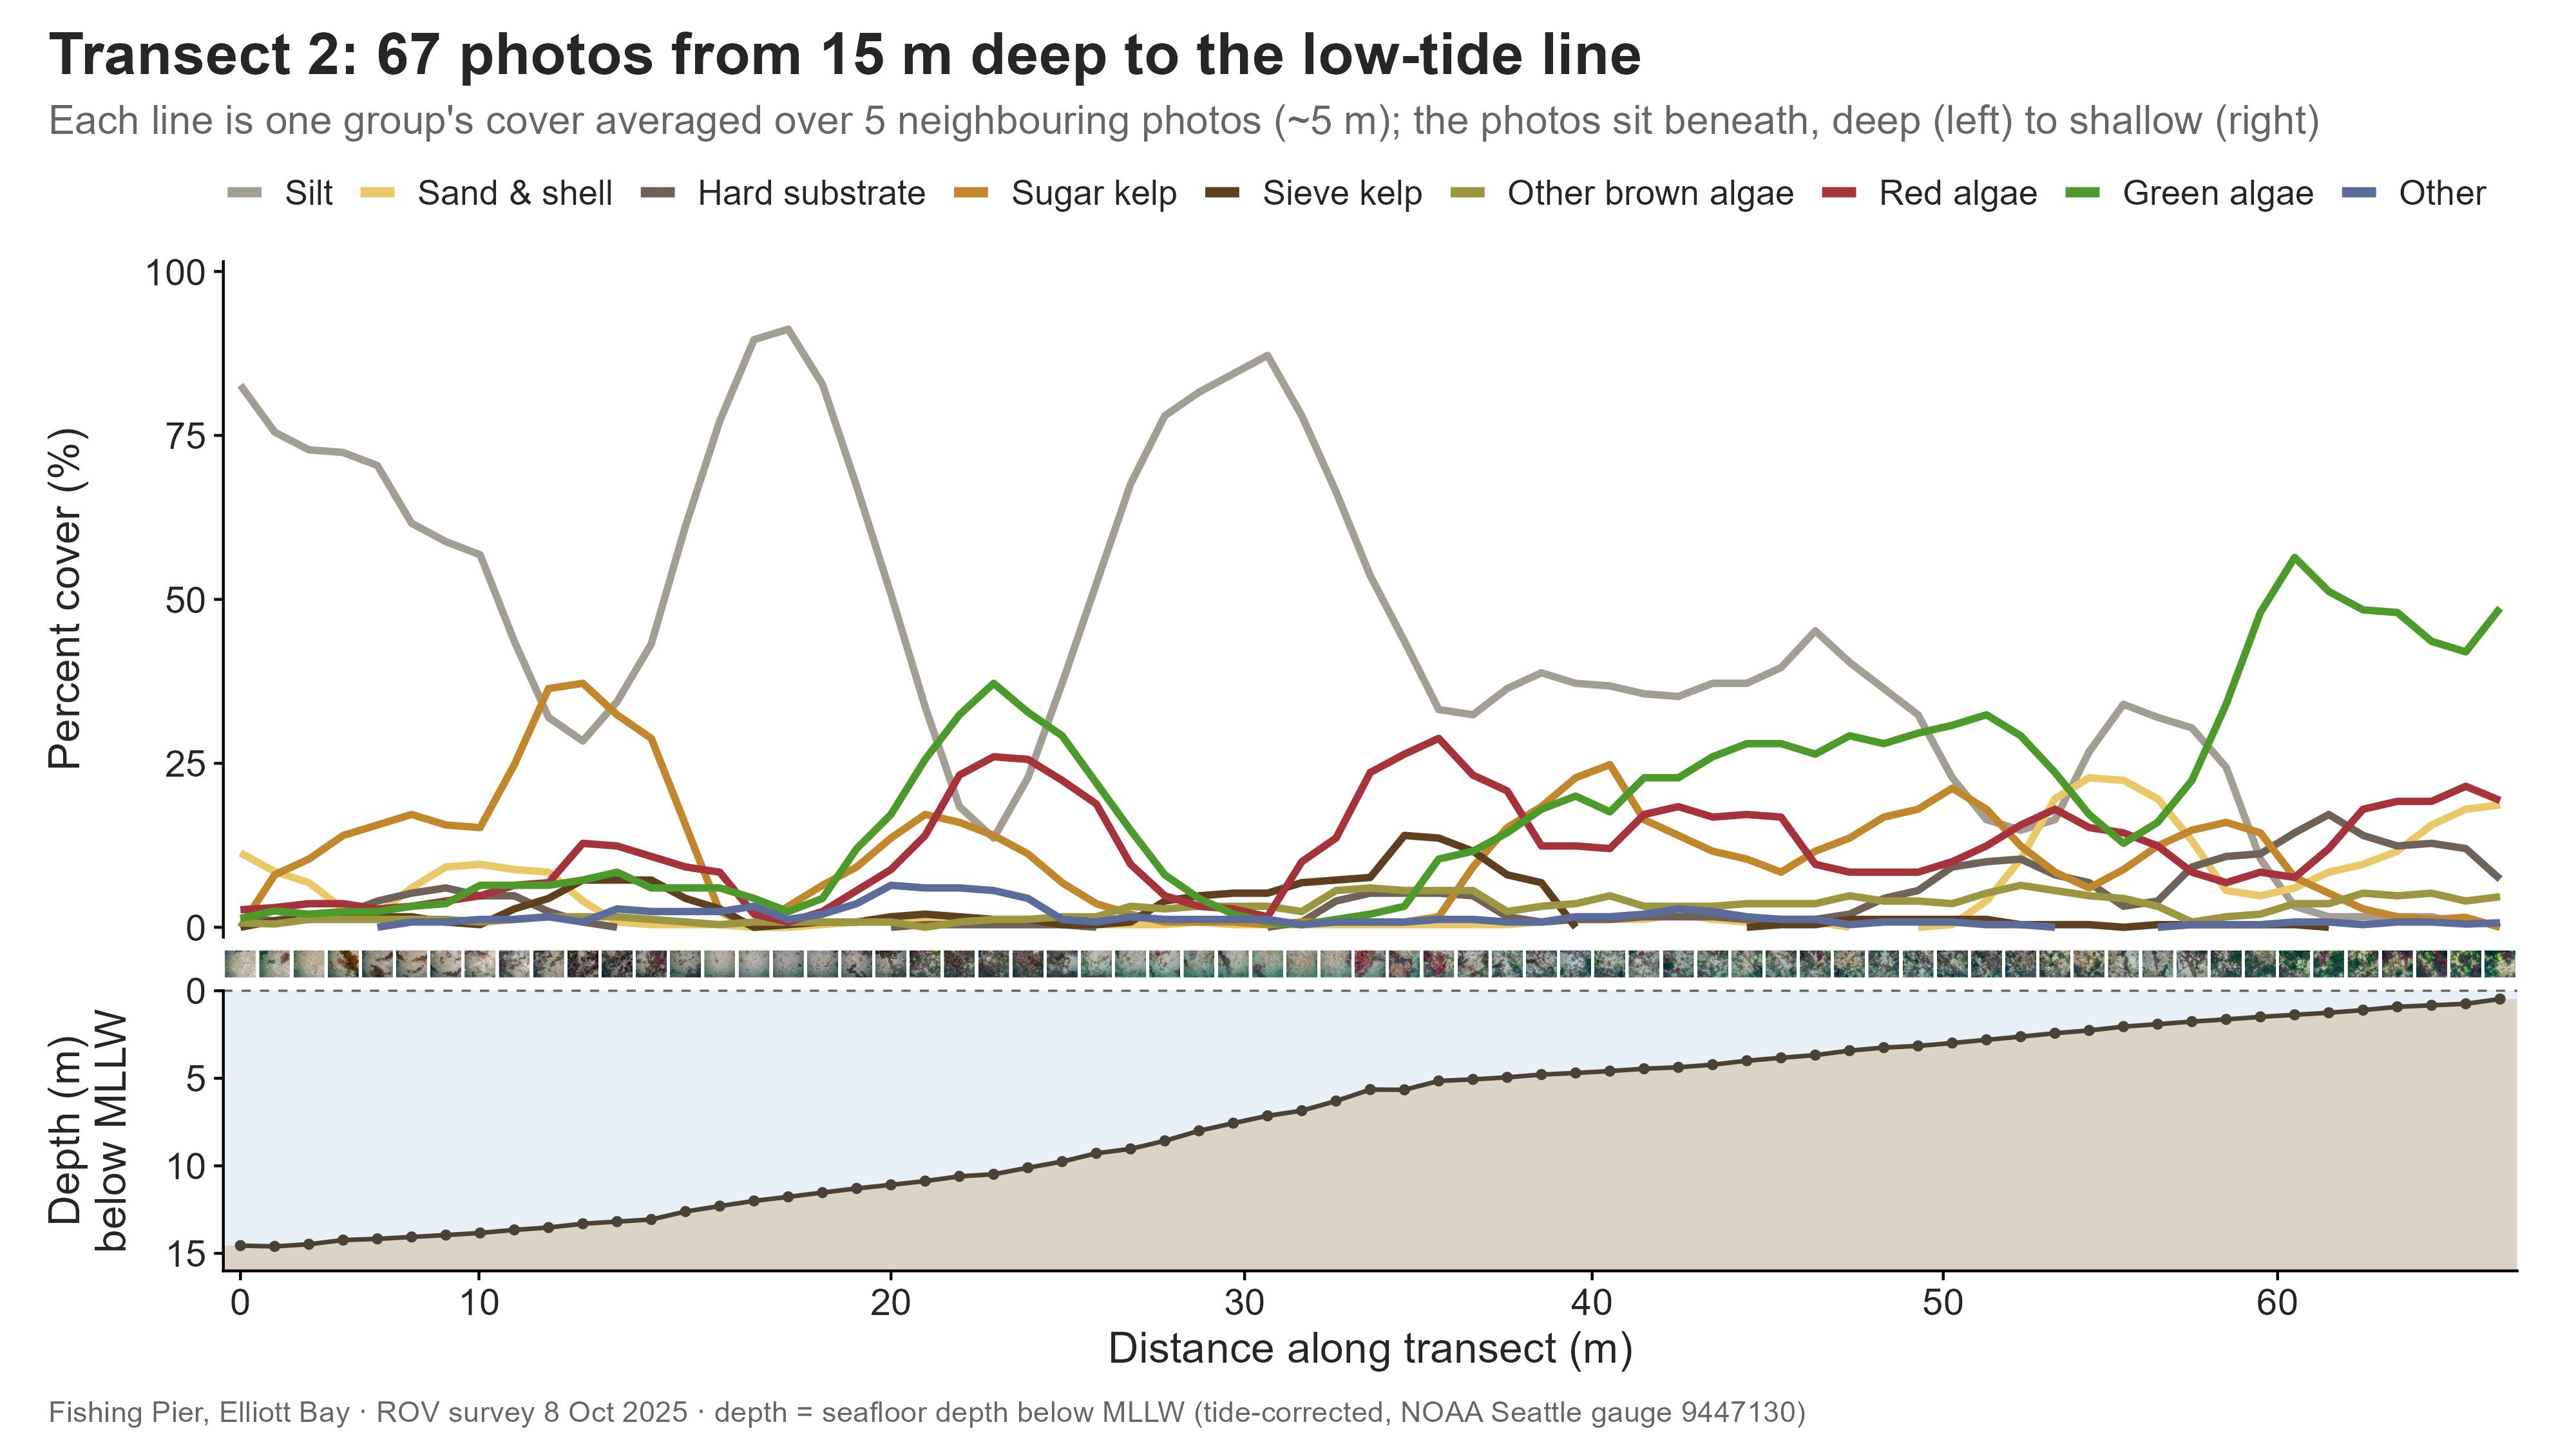 Transect 2: 67 photos from 15 m deep to the low-tide line
Each line is one group's cover averaged over 5 neighbouring photos (~5 m); the photos sit beneath, deep (left) to shallow (right)
Silt Sand & shell Hard substrate Sugar kelp Sieve kelp Other brown algae Red algae Green algae Other
Percent cover (%)
100
75
50
25
0
Depth (m)
below MLLW
0
5
10
15
0 10 20 30 40 50 60
Distance along transect (m)
Fishing Pier, Elliott Bay · ROV survey 8 Oct 2025 · depth = seafloor depth below MLLW (tide-corrected, NOAA Seattle gauge 9447130)